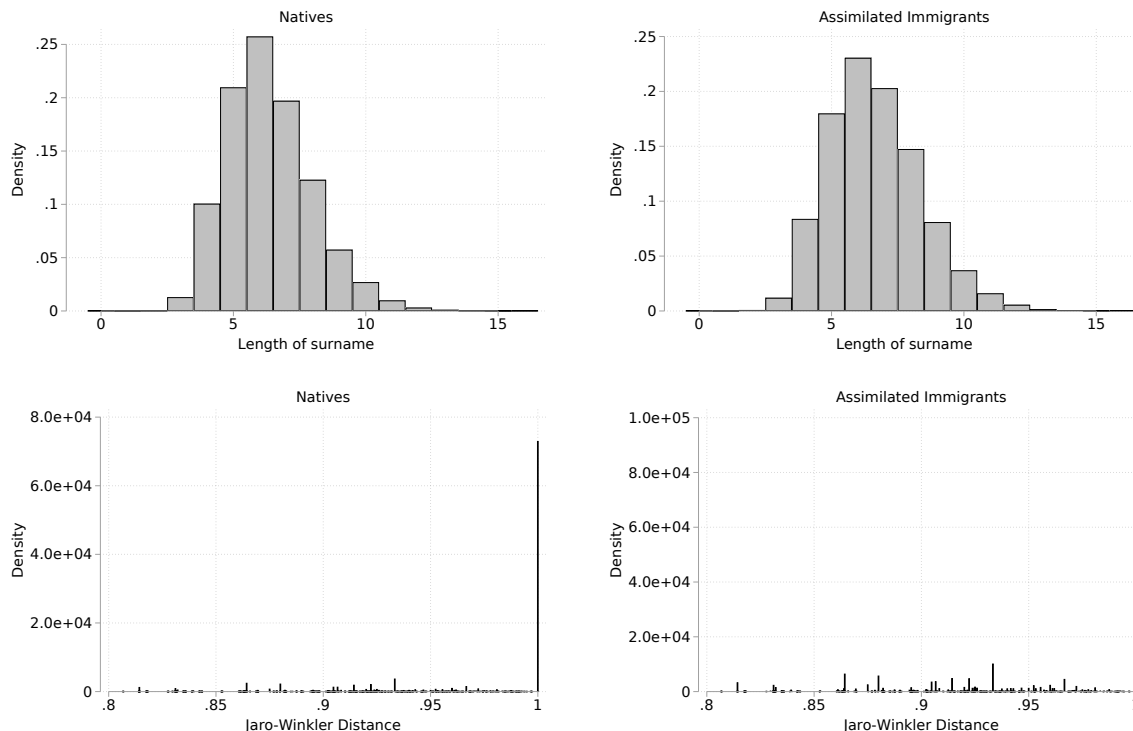 Natives
Assimilated Immigrants
.25
.2
.15
.1
.05
0
Density
0 5 10 15
Length of surname
.25
.2
.15
.1
.05
0
Density
0 5 10 15
Length of surname
Natives
Assimilated Immigrants
8.0e+04
6.0e+04
4.0e+04
2.0e+04
0
Density
.8 .85 .9 .95 1
Jaro-Winkler Distance
1.0e+05
8.0e+04
6.0e+04
4.0e+04
2.0e+04
0
Density
.8 .85 .9 .95
Jaro-Winkler Distance